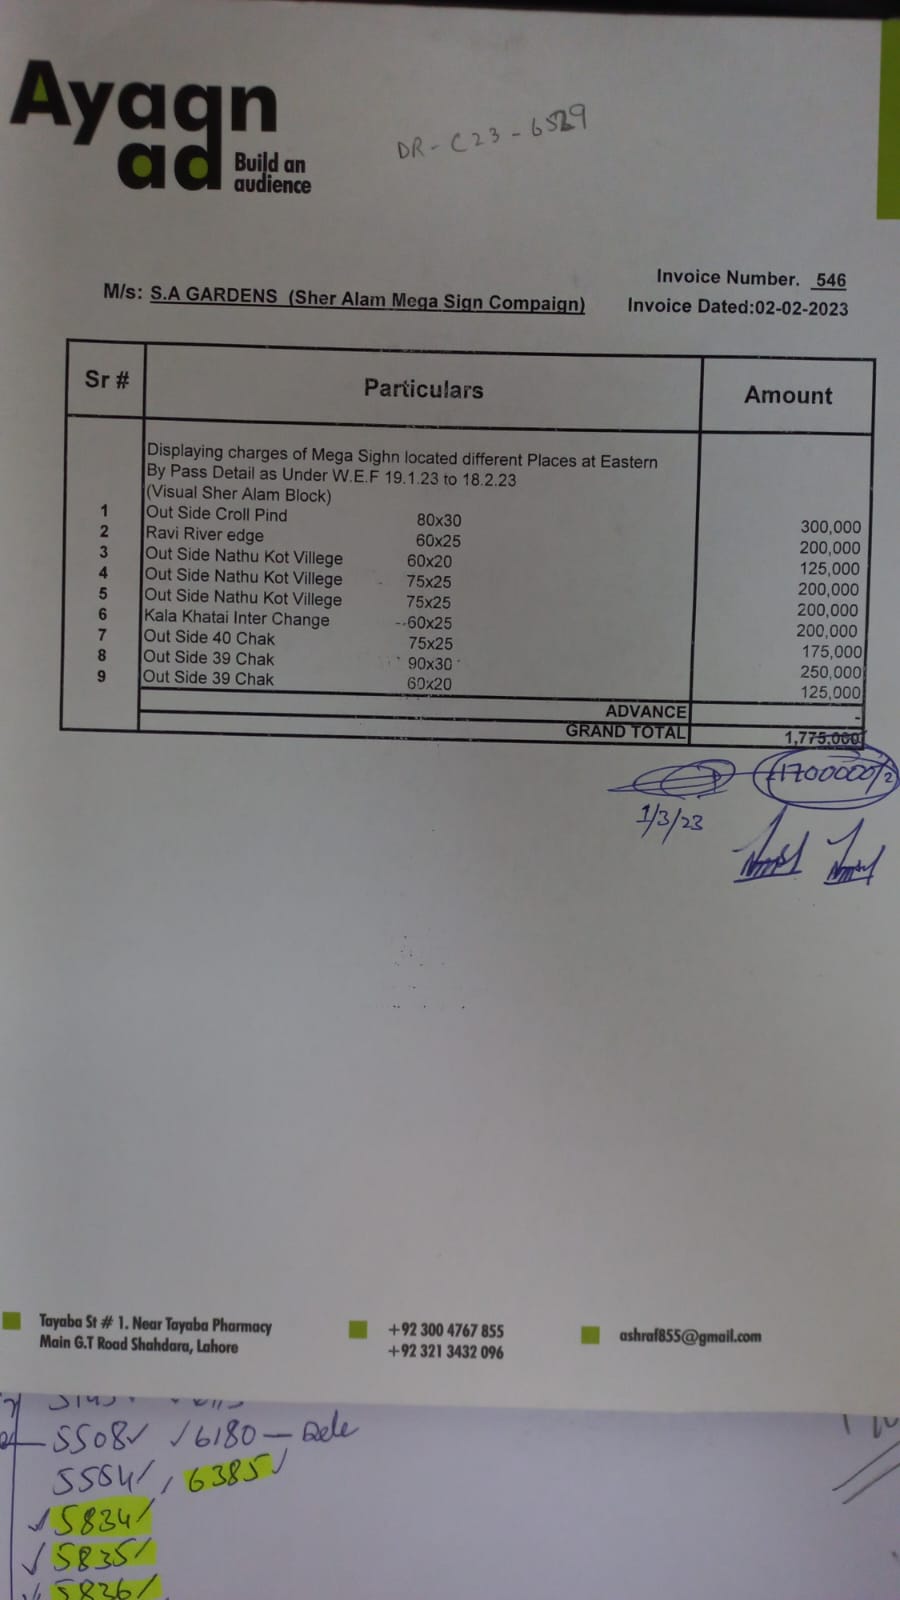 Ayaan
ad Build an
audience
DR-C23-6529
Invoice Number. 546
M/s: S.A GARDENS (Sher Alam Mega Sign Compaign)
Invoice Dated:02-02-2023
Sr # Particulars Amount
Displaying charges of Mega Sighn located different Places at Eastern
By Pass Detail as Under W.E.F 19.1.23 to 18.2.23
(Visual Sher Alam Block)
1 Out Side Croll Pind 80x30 300,000
2 Ravi River edge 60x25 200,000
3 Out Side Nathu Kot Villege 60x20 125,000
4 Out Side Nathu Kot Villege 75x25 200,000
5 Out Side Nathu Kot Villege 75x25 200,000
6 Kala Khatai Inter Change 60x25 200,000
7 Out Side 40 Chak 75x25 175,000
8 Out Side 39 Chak 90x30 250,000
9 Out Side 39 Chak 60x20 125,000
ADVANCE -
GRAND TOTAL 1,775,000
1700000/
1/3/23
Tayaba St # 1. Near Tayaba Pharmacy
Main G.T Road Shahdara, Lahore
+92 300 4767 855
+92 321 3432 096
ashraf855@gmail.com
5508 6180 —
5554, 6385
5834
5835
5836